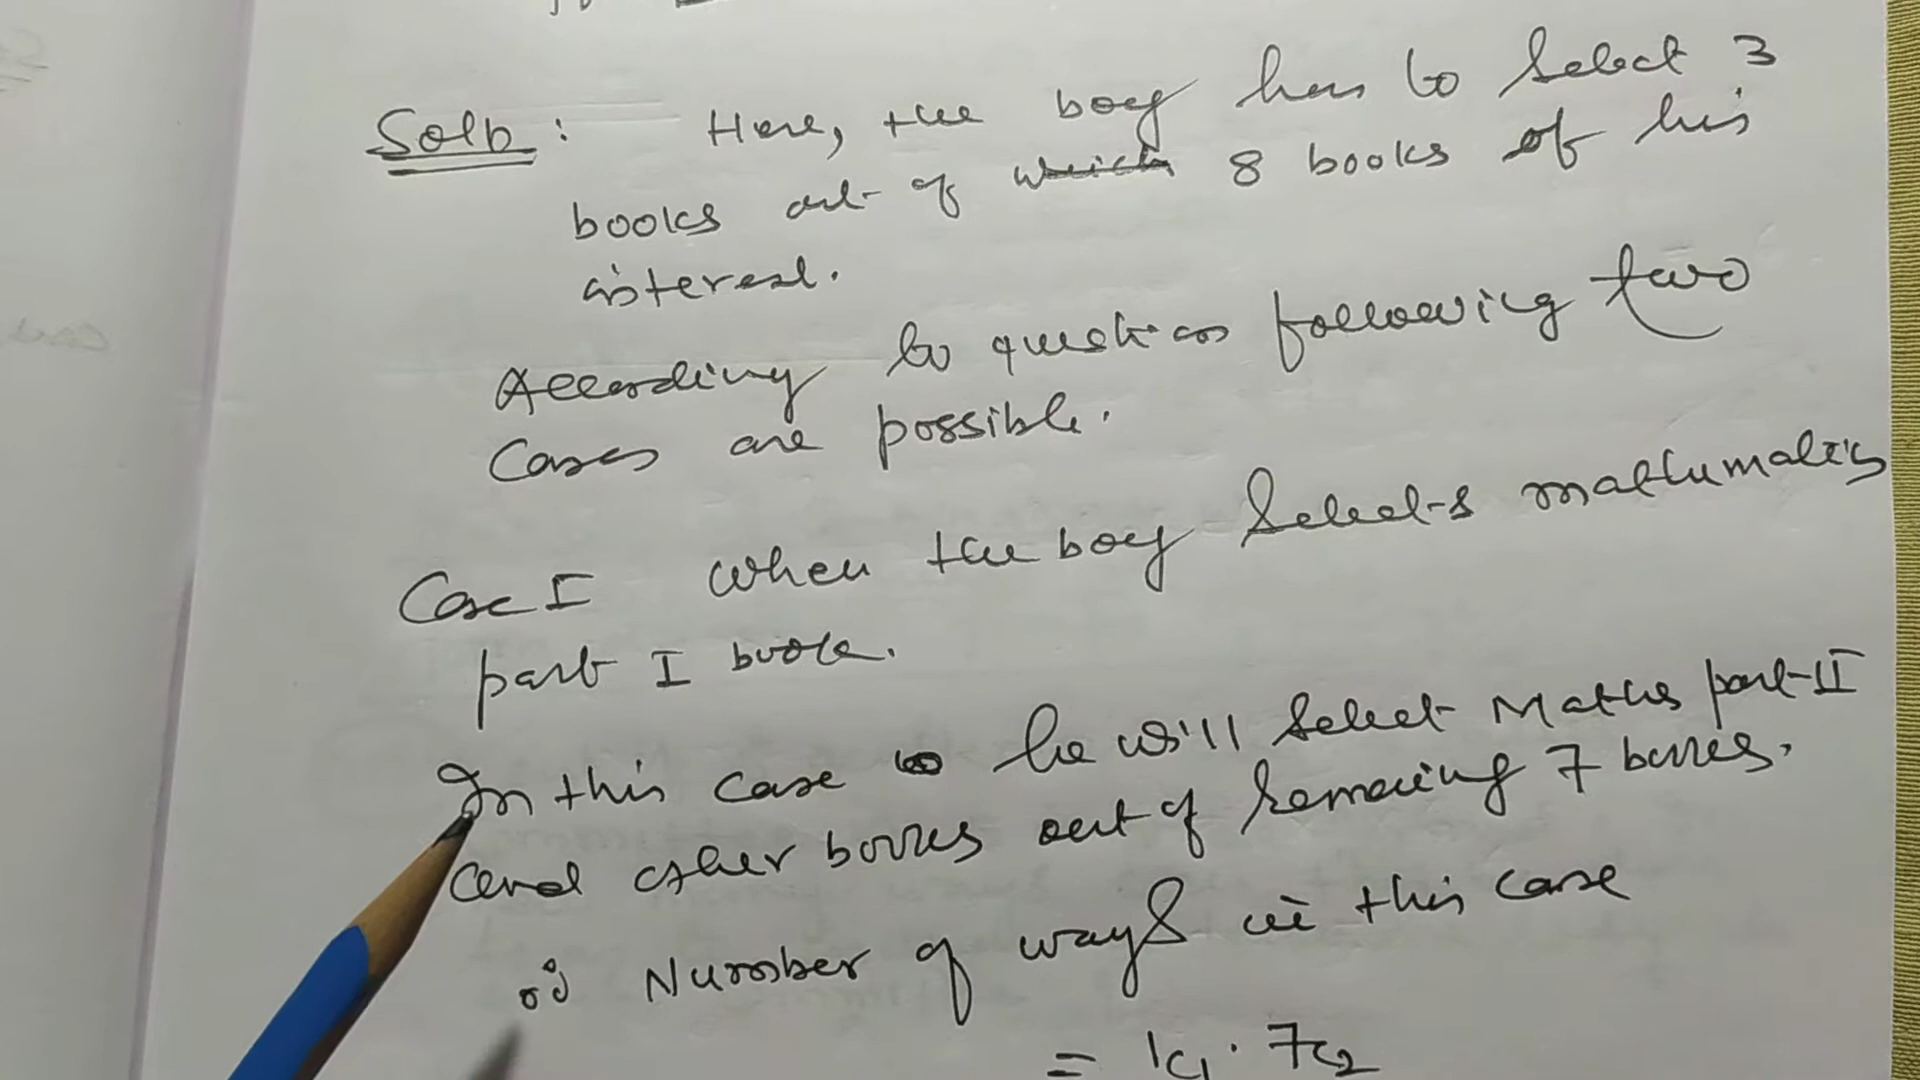 Soln: Here, the boy has to select 3
books out of which 8 books of his
interest.
According to question following two
Cases are possible.
Case I when the boy Selects mathematics
part I book.
In this case he will select Maths part-II
and other books out of remaining 7 books.
∴ Number of ways in this case
= 1c1 . 7c2